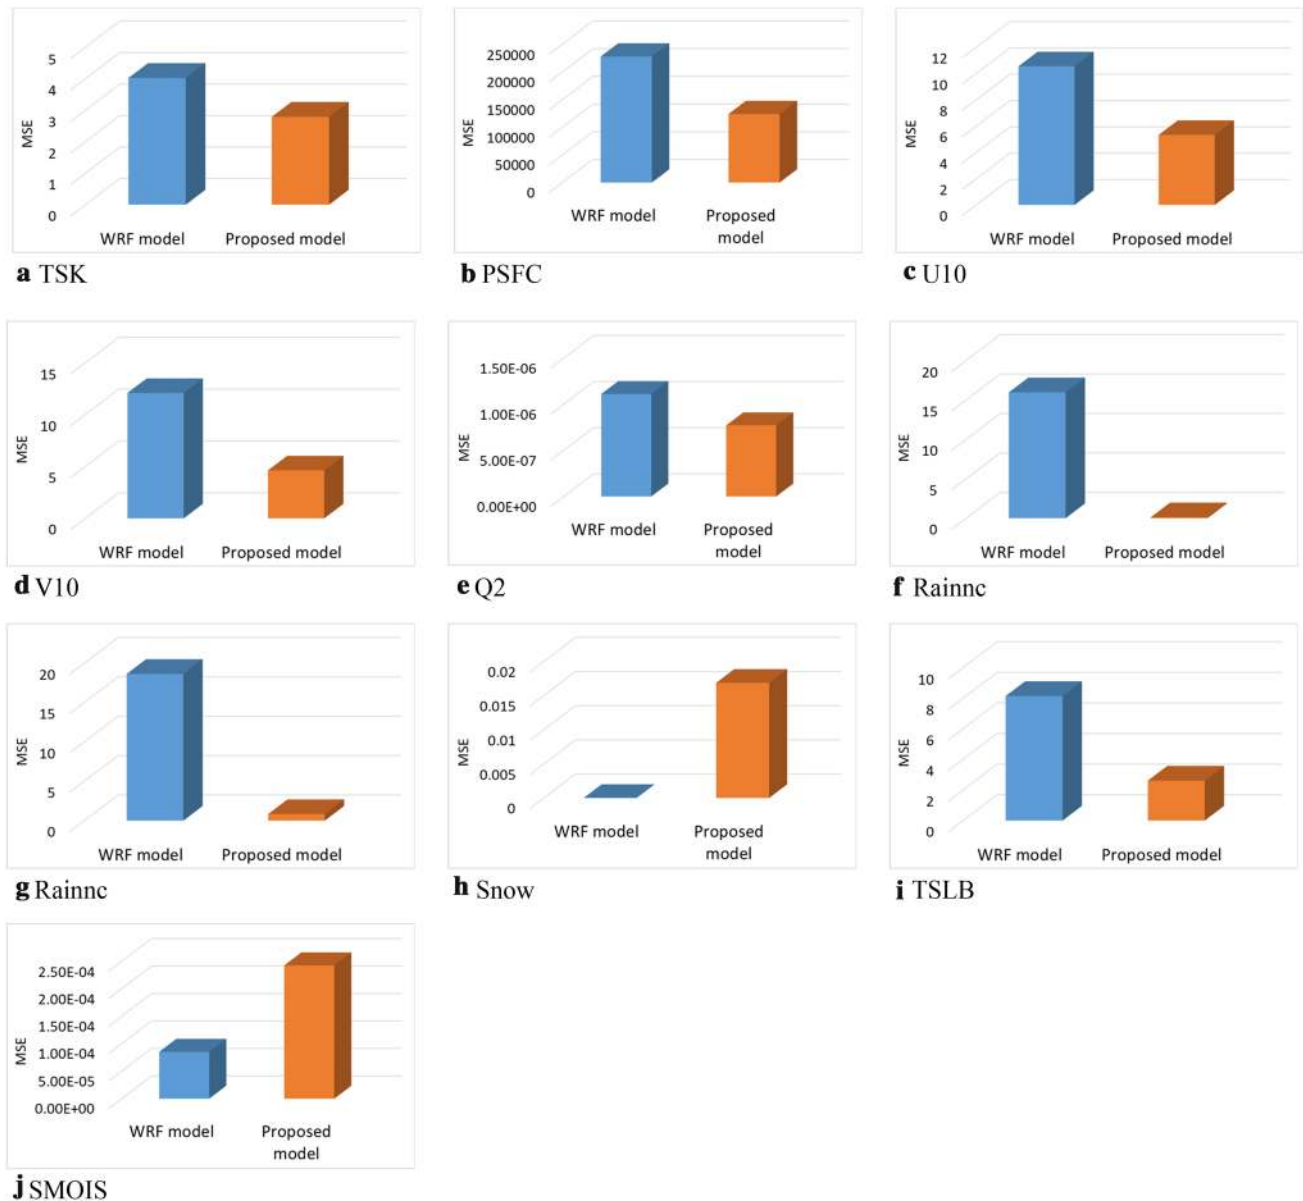 MSE
5
4
3
2
1
0
WRF model Proposed model
a TSK
MSE
250000
200000
150000
100000
50000
0
WRF model Proposed
model
b PSFC
MSE
12
10
8
6
4
2
0
WRF model Proposed model
c U10
MSE
15
10
5
0
WRF model Proposed model
d V10
MSE
1.50E-06
1.00E-06
5.00E-07
0.00E+00
WRF model Proposed
model
e Q2
MSE
20
15
10
5
0
WRF model Proposed model
f Rainnc
MSE
20
15
10
5
0
WRF model Proposed model
g Rainnc
MSE
0.02
0.015
0.01
0.005
0
WRF model Proposed
model
h Snow
MSE
10
8
6
4
2
0
WRF model Proposed model
i TSLB
MSE
2.50E-04
2.00E-04
1.50E-04
1.00E-04
5.00E-05
0.00E+00
WRF model Proposed
model
j SMOIS